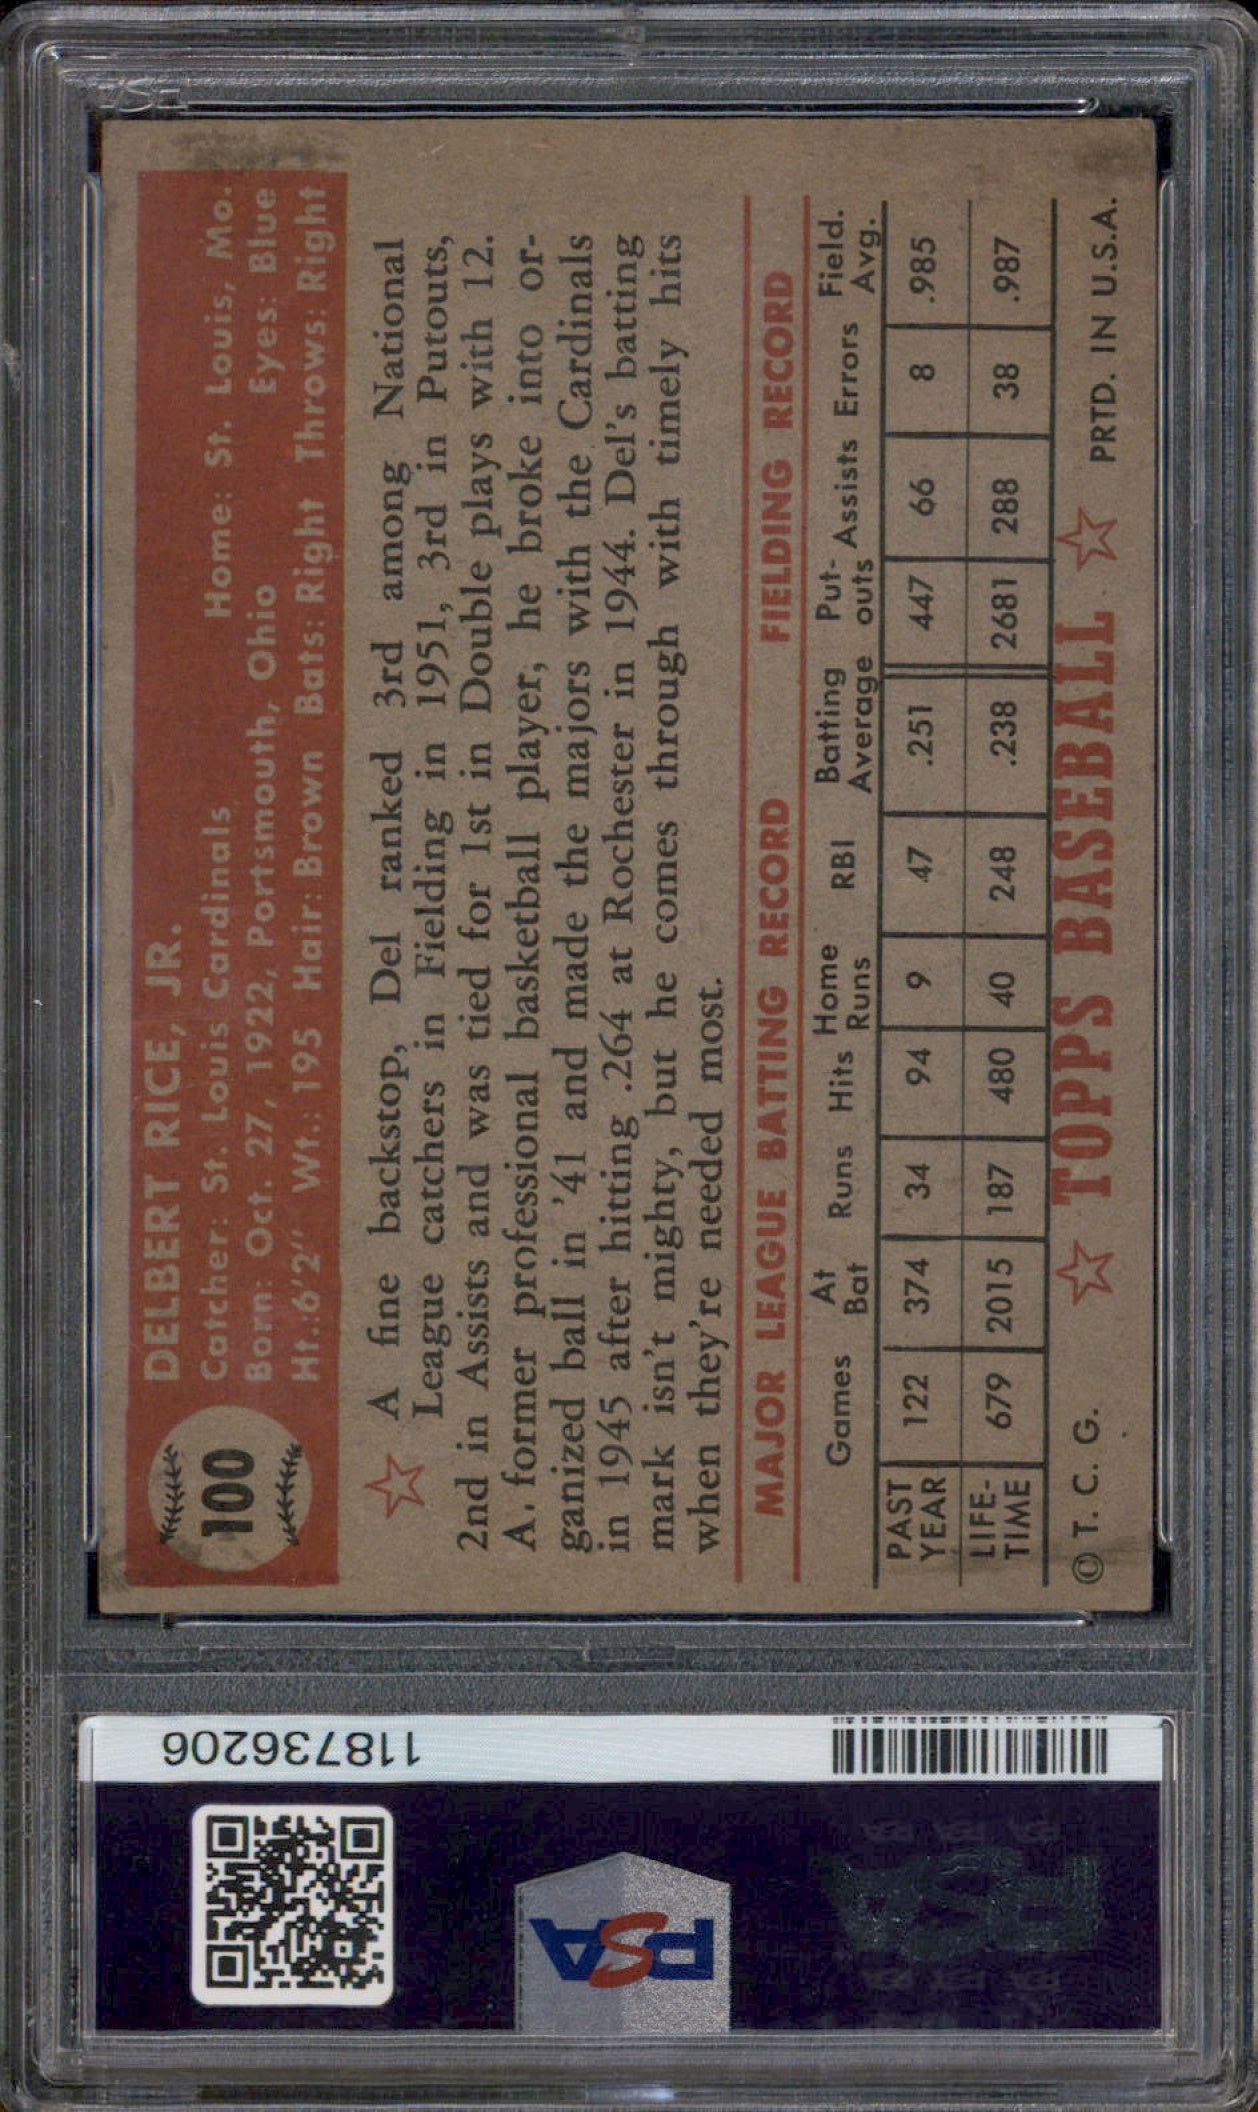 100
DELBERT RICE, JR.
Catcher: St. Louis Cardinals Home: St. Louis, Mo.
Born: Oct. 27, 1922, Portsmouth, Ohio Eyes: Blue
Ht.: 6'2" Wt.: 195 Hair: Brown Bats: Right Throws: Right
A fine backstop, Del ranked 3rd among National
League catchers in Fielding in 1951, 3rd in Putouts,
2nd in Assists and was tied for 1st in Double plays with 12.
A. former professional basketball player, he broke into or-
ganized ball in '41 and made the majors with the Cardinals
in 1945 after hitting .264 at Rochester in 1944. Del's batting
mark isn't mighty, but he comes through with timely hits
when they're needed most.
MAJOR LEAGUE BATTING RECORD FIELDING RECORD
Games At Bat Runs Hits Home Runs RBI Batting Average Put-outs Assists Errors Field. Avg.
PAST YEAR 122 374 34 94 9 47 .251 447 66 8 .985
LIFE-TIME 679 2015 187 480 40 248 .238 2681 288 38 .987
© T. C. G. TOPPS BASEBALL PRTD. IN U.S.A.
118736206
PSA